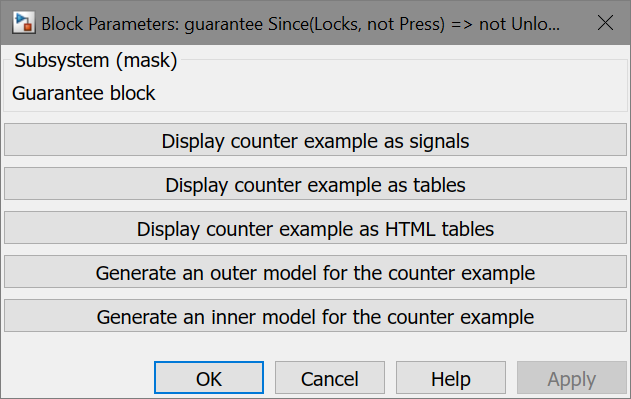 Block Parameters: guarantee Since(Locks, not Press) => not Unlo...
Subsystem (mask)
Guarantee block
Display counter example as signals
Display counter example as tables
Display counter example as HTML tables
Generate an outer model for the counter example
Generate an inner model for the counter example
OK Cancel Help Apply